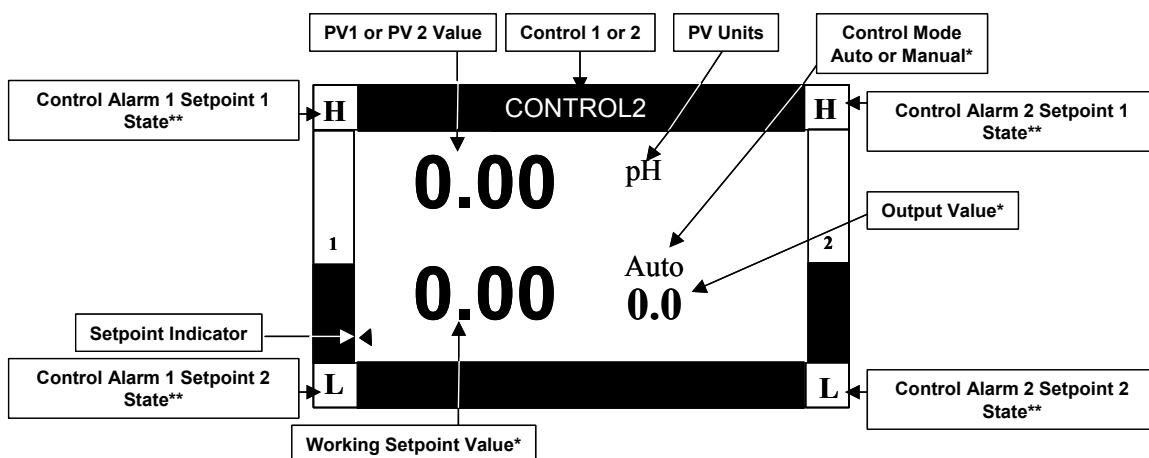 PV1 or PV 2 Value
Control 1 or 2
PV Units
Control Mode
Auto or Manual*
Control Alarm 1 Setpoint 1
State**
H
CONTROL2
H
Control Alarm 2 Setpoint 1
State**
0.00
pH
Output Value*
1
2
Auto
0.00
0.0
Setpoint Indicator
Control Alarm 1 Setpoint 2
State**
L
L
Control Alarm 2 Setpoint 2
State**
Working Setpoint Value*